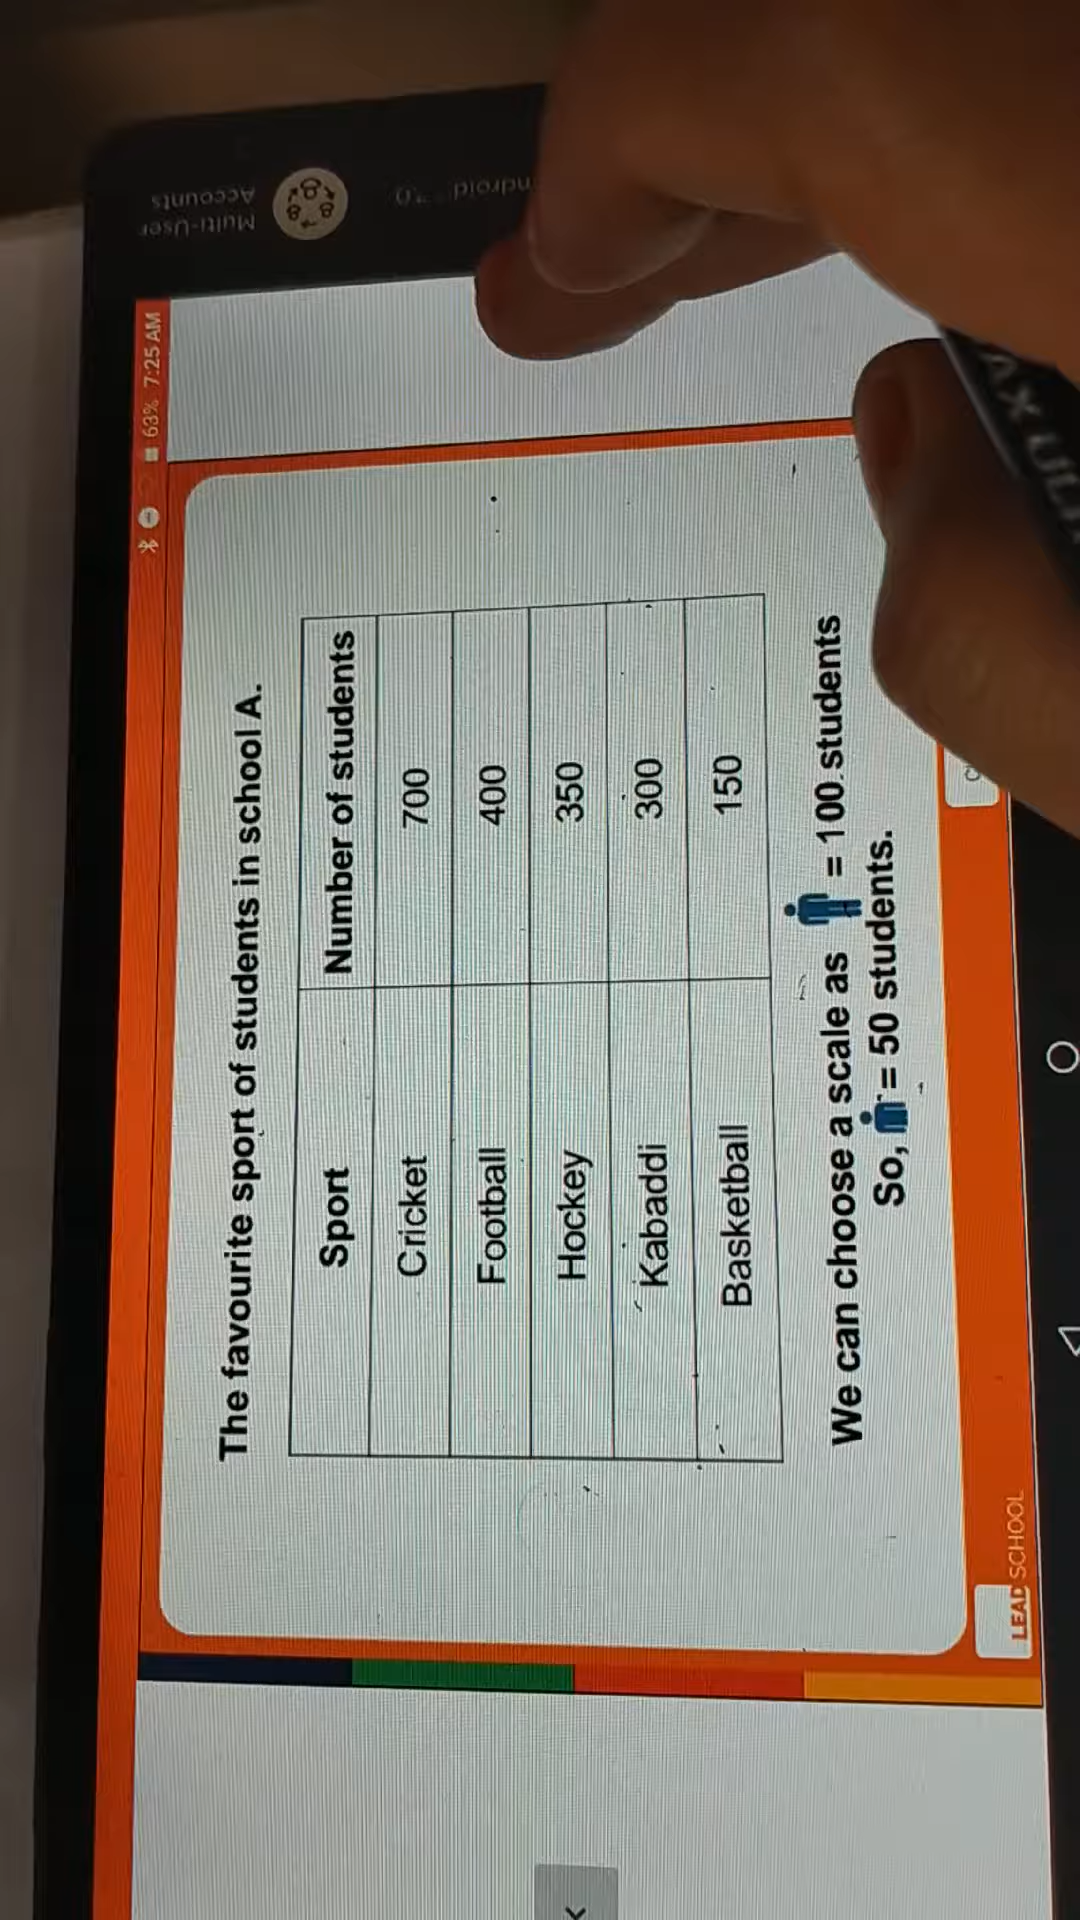 Multi-User
Accounts
63% 7:25 AM
The favourite sport of students in school A.
Sport Number of students
Cricket 700
Football 400
Hockey 350
Kabaddi 300
Basketball 150
We can choose a scale as = 100 students
So, = 50 students.
LEAD SCHOOL